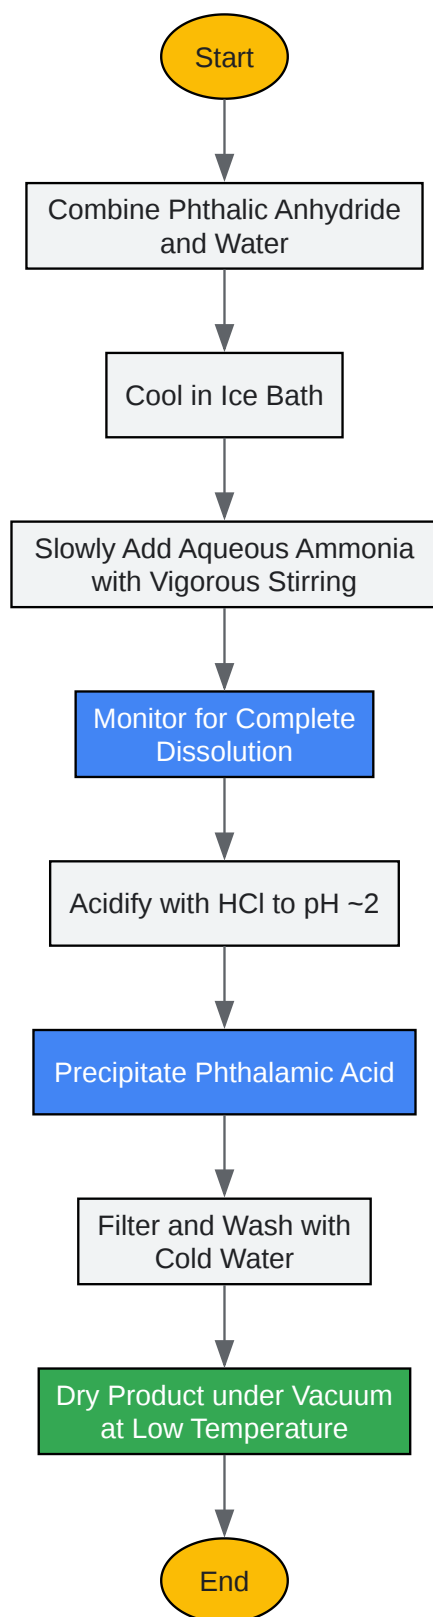 Start
Combine Phthalic Anhydride
and Water
Cool in Ice Bath
Slowly Add Aqueous Ammonia
with Vigorous Stirring
Monitor for Complete
Dissolution
Acidify with HCl to pH ~2
Precipitate Phthalamic Acid
Filter and Wash with
Cold Water
Dry Product under Vacuum
at Low Temperature
End